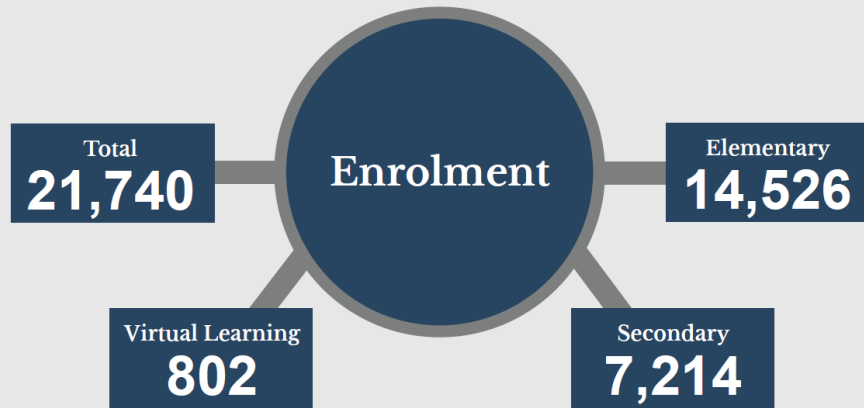 Enrolment
Total
21,740
Elementary
14,526
Virtual Learning
802
Secondary
7,214